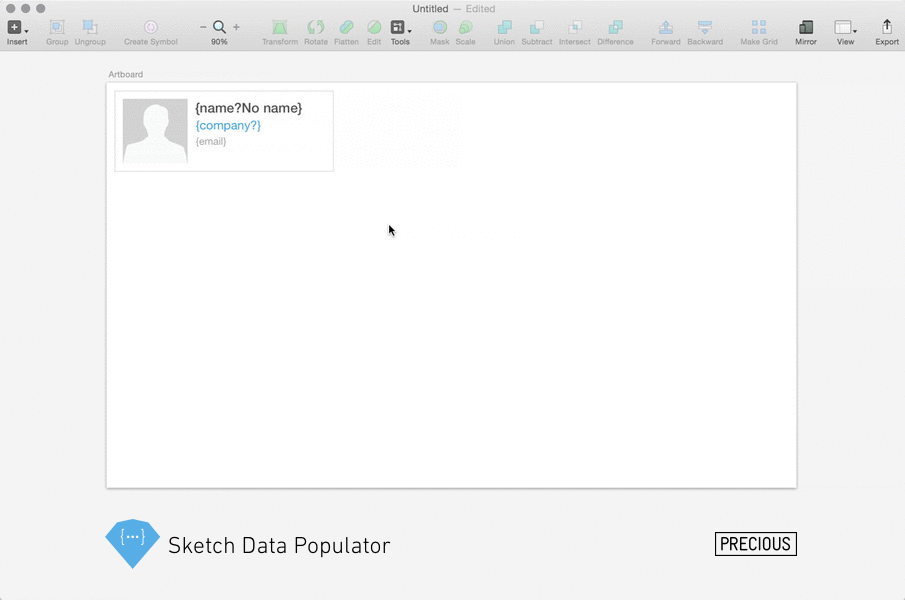 Untitled — Edited
Insert Group Ungroup Create Symbol 90% Transform Rotate Flatten Edit Tools Mask Scale Union Subtract Intersect Difference Forward Backward Make Grid Mirror View Export
Artboard
{name?No name}
{company?}
{email}
{...} Sketch Data Populator
PRECIOUS